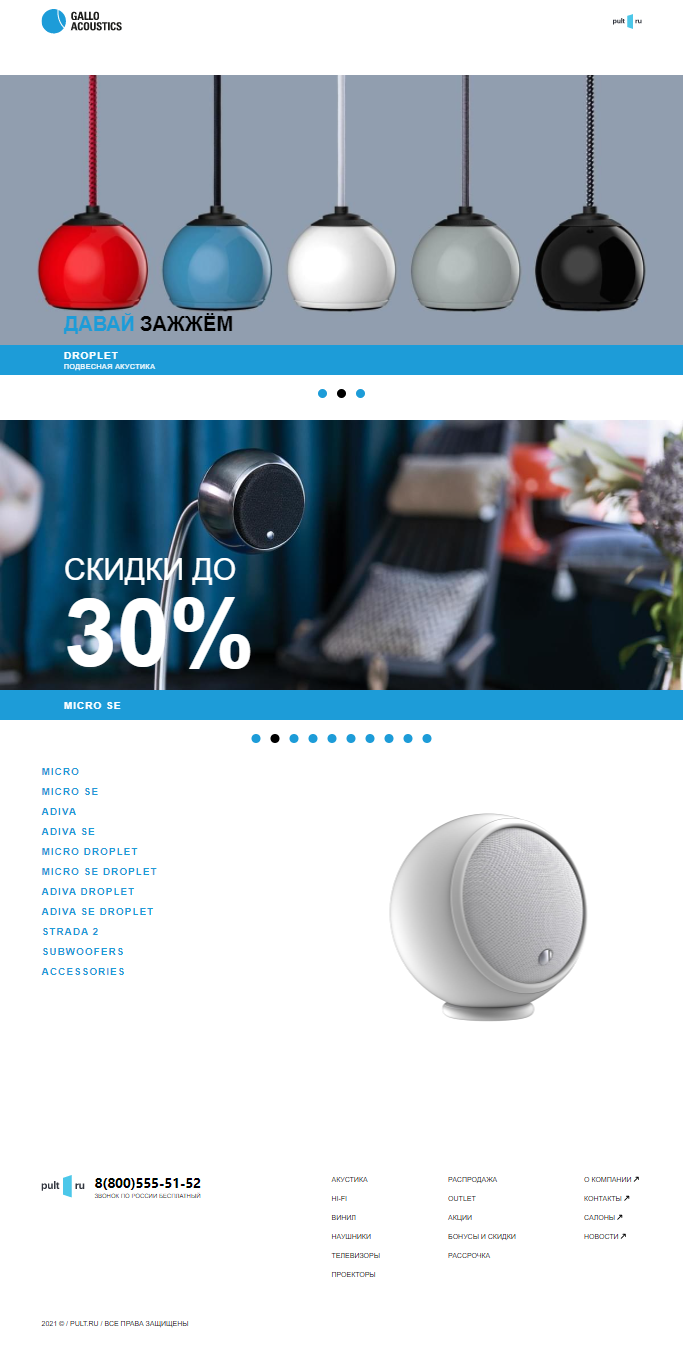 GALLO
ACOUSTICS
pult ru
ДАВАЙ ЗАЖЖЁМ
DROPLET
ПОДВЕСНАЯ АКУСТИКА
СКИДКИ ДО
30%
MICRO SE
MICRO
MICRO SE
ADIVA
ADIVA SE
MICRO DROPLET
MICRO SE DROPLET
ADIVA DROPLET
ADIVA SE DROPLET
STRADA 2
SUBWOOFERS
ACCESSORIES
pult ru
8(800)555-51-52
ЗВОНОК ПО РОССИИ БЕСПЛАТНЫЙ
АКУСТИКА
HI-FI
ВИНИЛ
НАУШНИКИ
ТЕЛЕВИЗОРЫ
ПРОЕКТОРЫ
РАСПРОДАЖА
OUTLET
АКЦИИ
БОНУСЫ И СКИДКИ
РАССРОЧКА
О КОМПАНИИ
КОНТАКТЫ
САЛОНЫ
НОВОСТИ
2021 © / PULT.RU / ВСЕ ПРАВА ЗАЩИЩЕНЫ